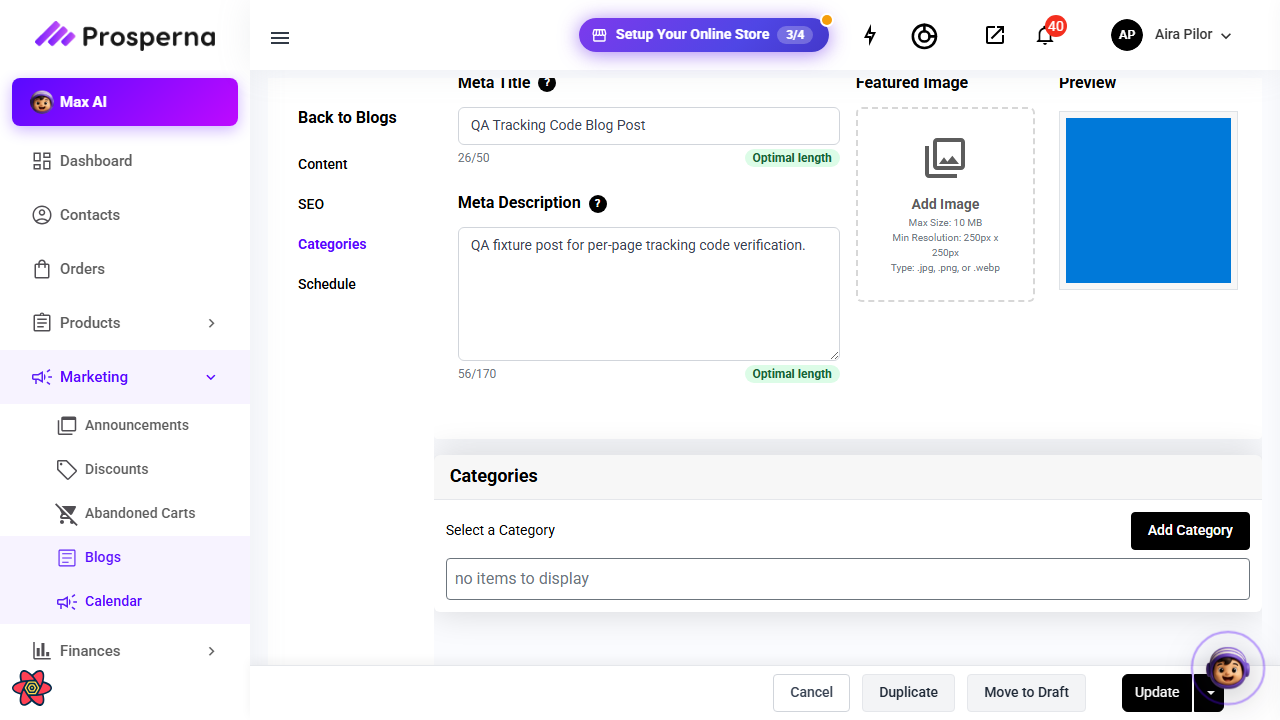 Prosperna
Setup Your Online Store 3/4
40
AP
Aira Pilor
Max AI
Dashboard
Contacts
Orders
Products
Marketing
Announcements
Discounts
Abandoned Carts
Blogs
Calendar
Finances
Back to Blogs
Content
SEO
Categories
Schedule
Meta Title ?
QA Tracking Code Blog Post
26/50
Optimal length
Meta Description ?
QA fixture post for per-page tracking code verification.
56/170
Optimal length
Featured Image
Add Image
Max Size: 10 MB
Min Resolution: 250px x
250px
Type: .jpg, .png, or .webp
Preview
Categories
Select a Category
Add Category
no items to display
Cancel
Duplicate
Move to Draft
Update